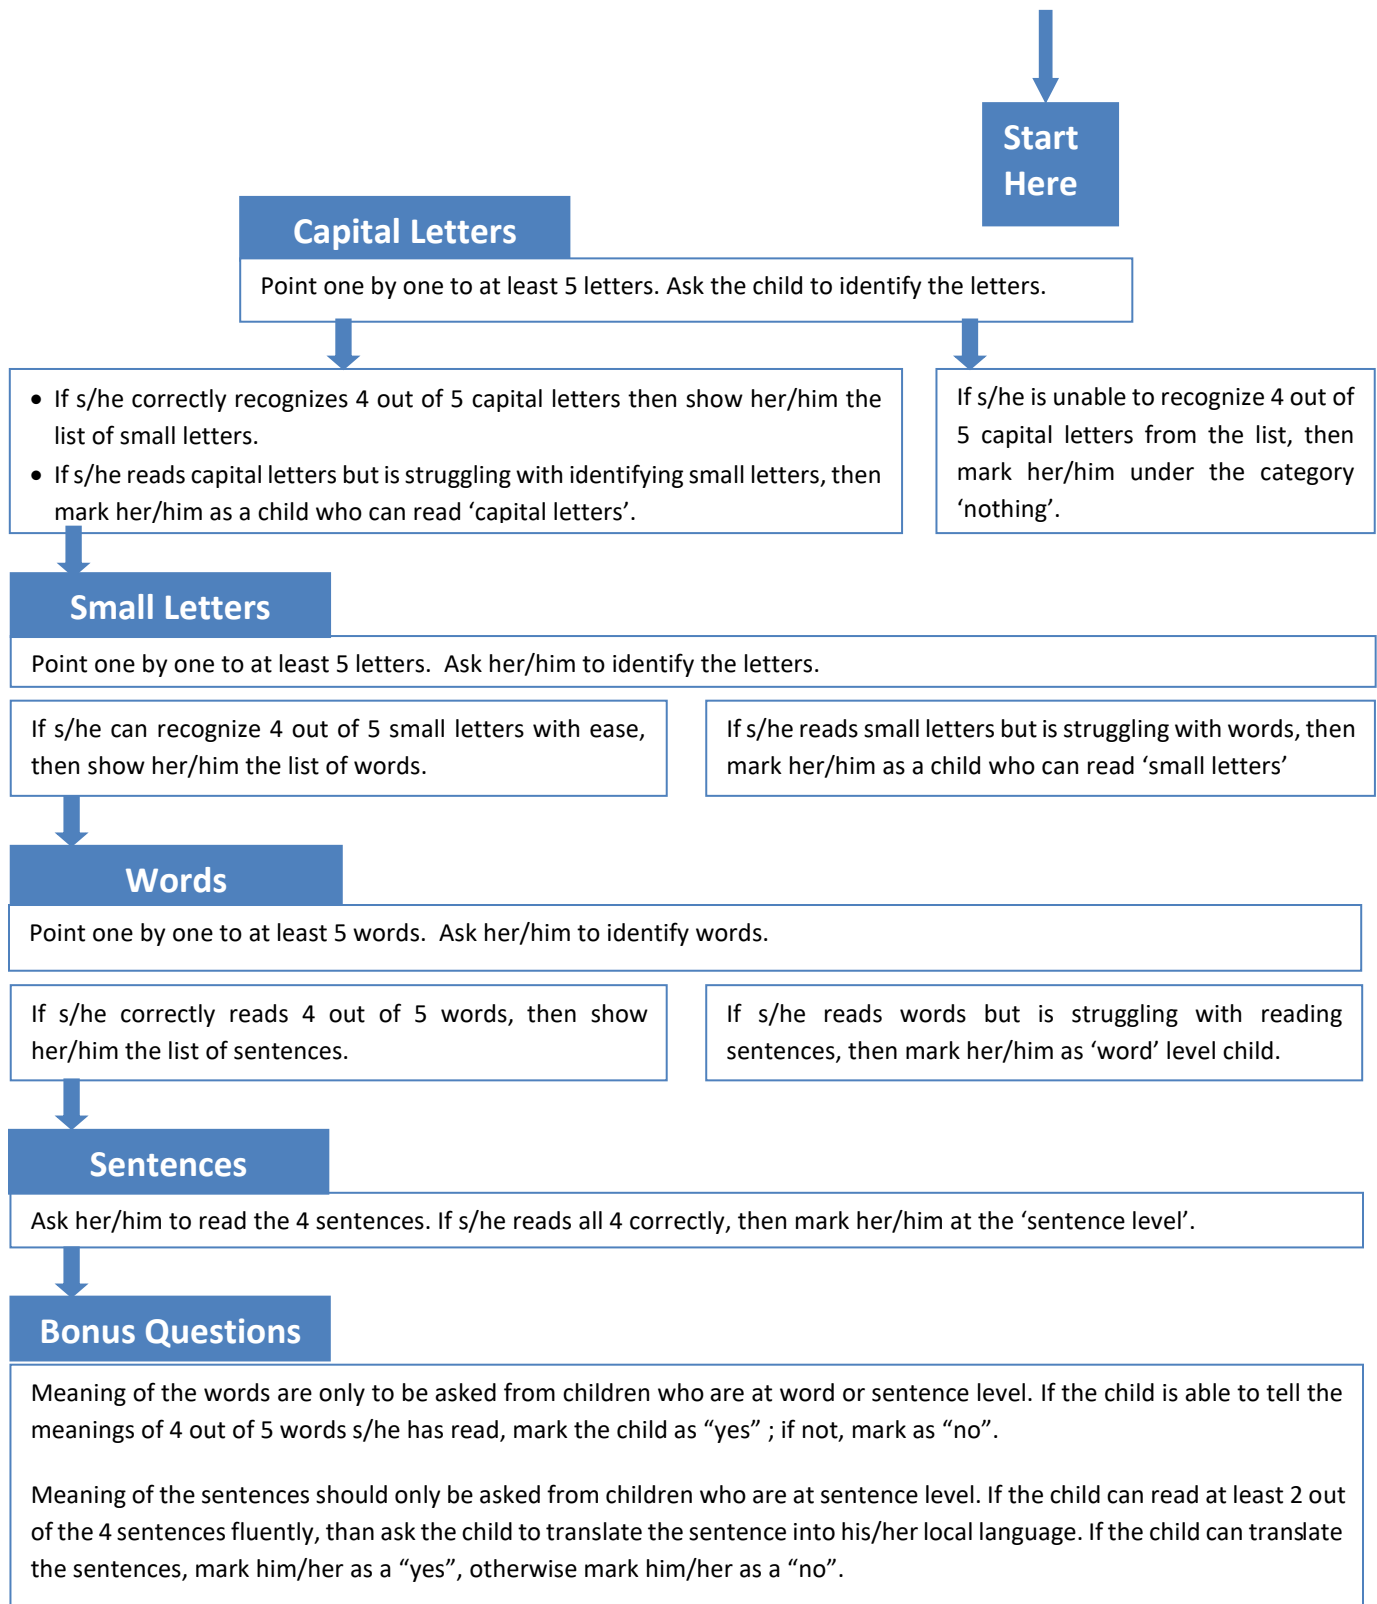 Start
Here
Capital Letters
Point one by one to at least 5 letters. Ask the child to identify the letters.
• If s/he correctly recognizes 4 out of 5 capital letters then show her/him the
list of small letters.
• If s/he reads capital letters but is struggling with identifying small letters, then
mark her/him as a child who can read ‘capital letters’.
If s/he is unable to recognize 4 out of
5 capital letters from the list, then
mark her/him under the category
‘nothing’.
Small Letters
Point one by one to at least 5 letters. Ask her/him to identify the letters.
If s/he can recognize 4 out of 5 small letters with ease,
then show her/him the list of words.
If s/he reads small letters but is struggling with words, then
mark her/him as a child who can read ‘small letters’
Words
Point one by one to at least 5 words. Ask her/him to identify words.
If s/he correctly reads 4 out of 5 words, then show
her/him the list of sentences.
If s/he reads words but is struggling with reading
sentences, then mark her/him as ‘word’ level child.
Sentences
Ask her/him to read the 4 sentences. If s/he reads all 4 correctly, then mark her/him at the ‘sentence level’.
Bonus Questions
Meaning of the words are only to be asked from children who are at word or sentence level. If the child is able to tell the
meanings of 4 out of 5 words s/he has read, mark the child as “yes” ; if not, mark as “no”.
Meaning of the sentences should only be asked from children who are at sentence level. If the child can read at least 2 out
of the 4 sentences fluently, than ask the child to translate the sentence into his/her local language. If the child can translate
the sentences, mark him/her as a “yes”, otherwise mark him/her as a “no”.